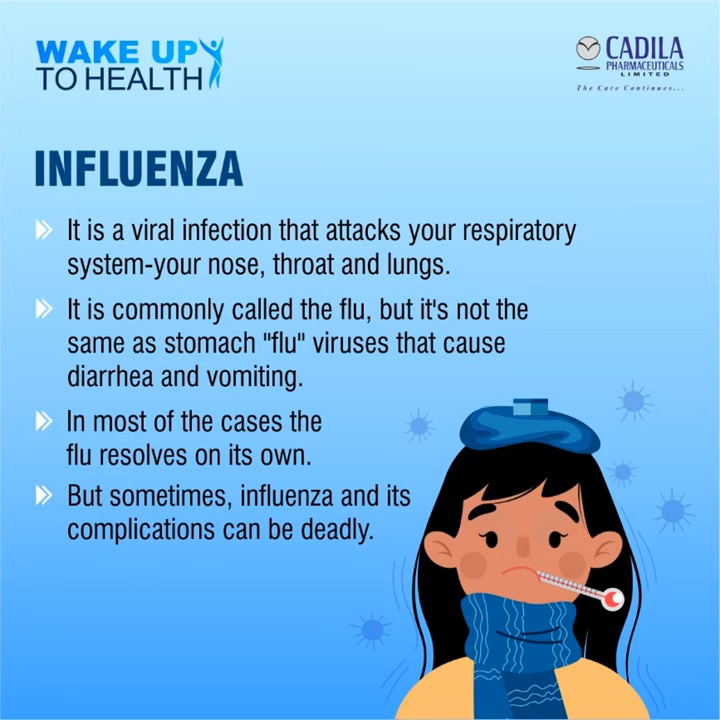 WAKE UP
TO HEALTH
CADILA
PHARMACEUTICALS
LIMITED
The Care Continues...
INFLUENZA
It is a viral infection that attacks your respiratory
system-your nose, throat and lungs.
It is commonly called the flu, but it's not the
same as stomach "flu" viruses that cause
diarrhea and vomiting.
In most of the cases the
flu resolves on its own.
But sometimes, influenza and its
complications can be deadly.